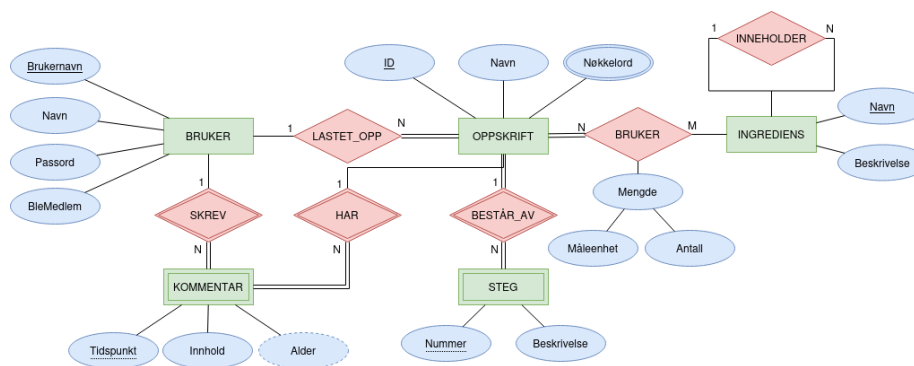 1 INNEHOLDER N
Brukernavn
ID
Navn
Nøkkelord
Navn
Navn
BRUKER
1 LASTET_OPP N
OPPSKRIFT
N BRUKER M
INGREDIENS
Passord
Beskrivelse
BleMedlem
Mengde
1
1
1
SKREV
HAR
BESTÅR_AV
Måleenhet
Antall
N
N
N
KOMMENTAR
STEG
Tidspunkt
Innhold
Alder
Nummer
Beskrivelse